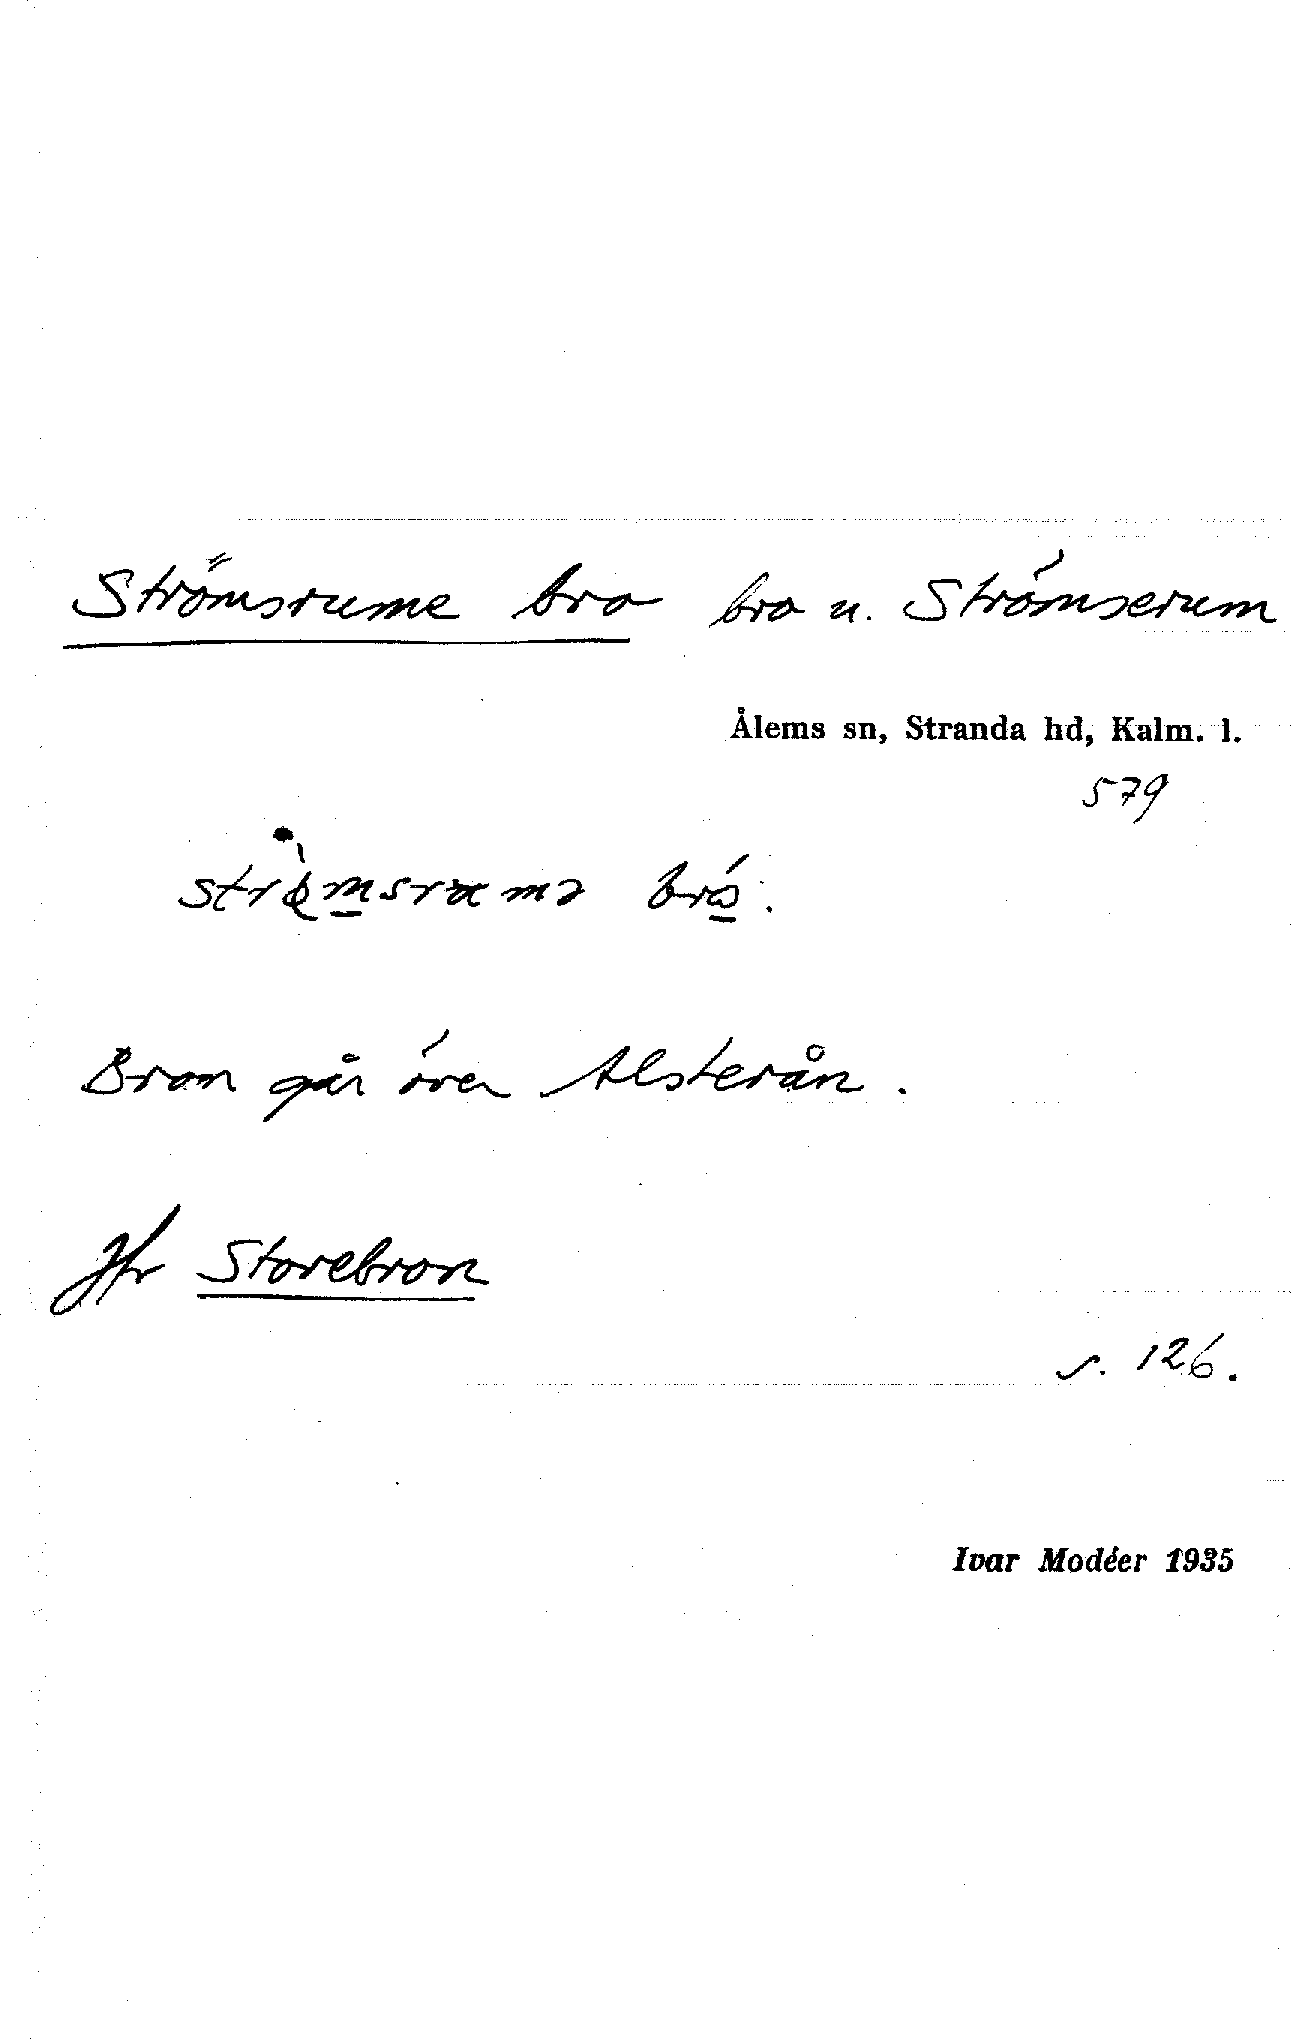 Strömsrume bro bro u. Strömserum
Ålems sn, Stranda hd, Kalm. l.
579
Bron går över Alsterån.
Jfr Storebron
s. 126.
Ivar Modéer 1935